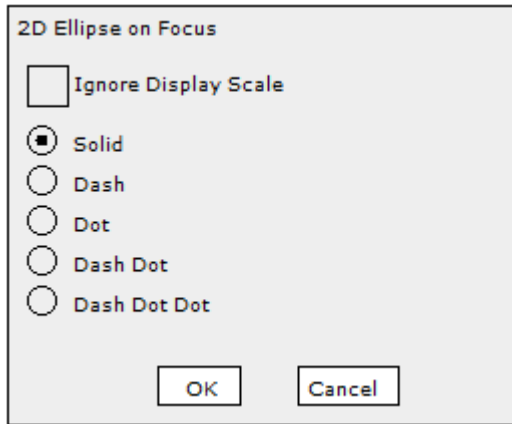 2D Ellipse on Focus
Ignore Display Scale
Solid
Dash
Dot
Dash Dot
Dash Dot Dot
OK
Cancel